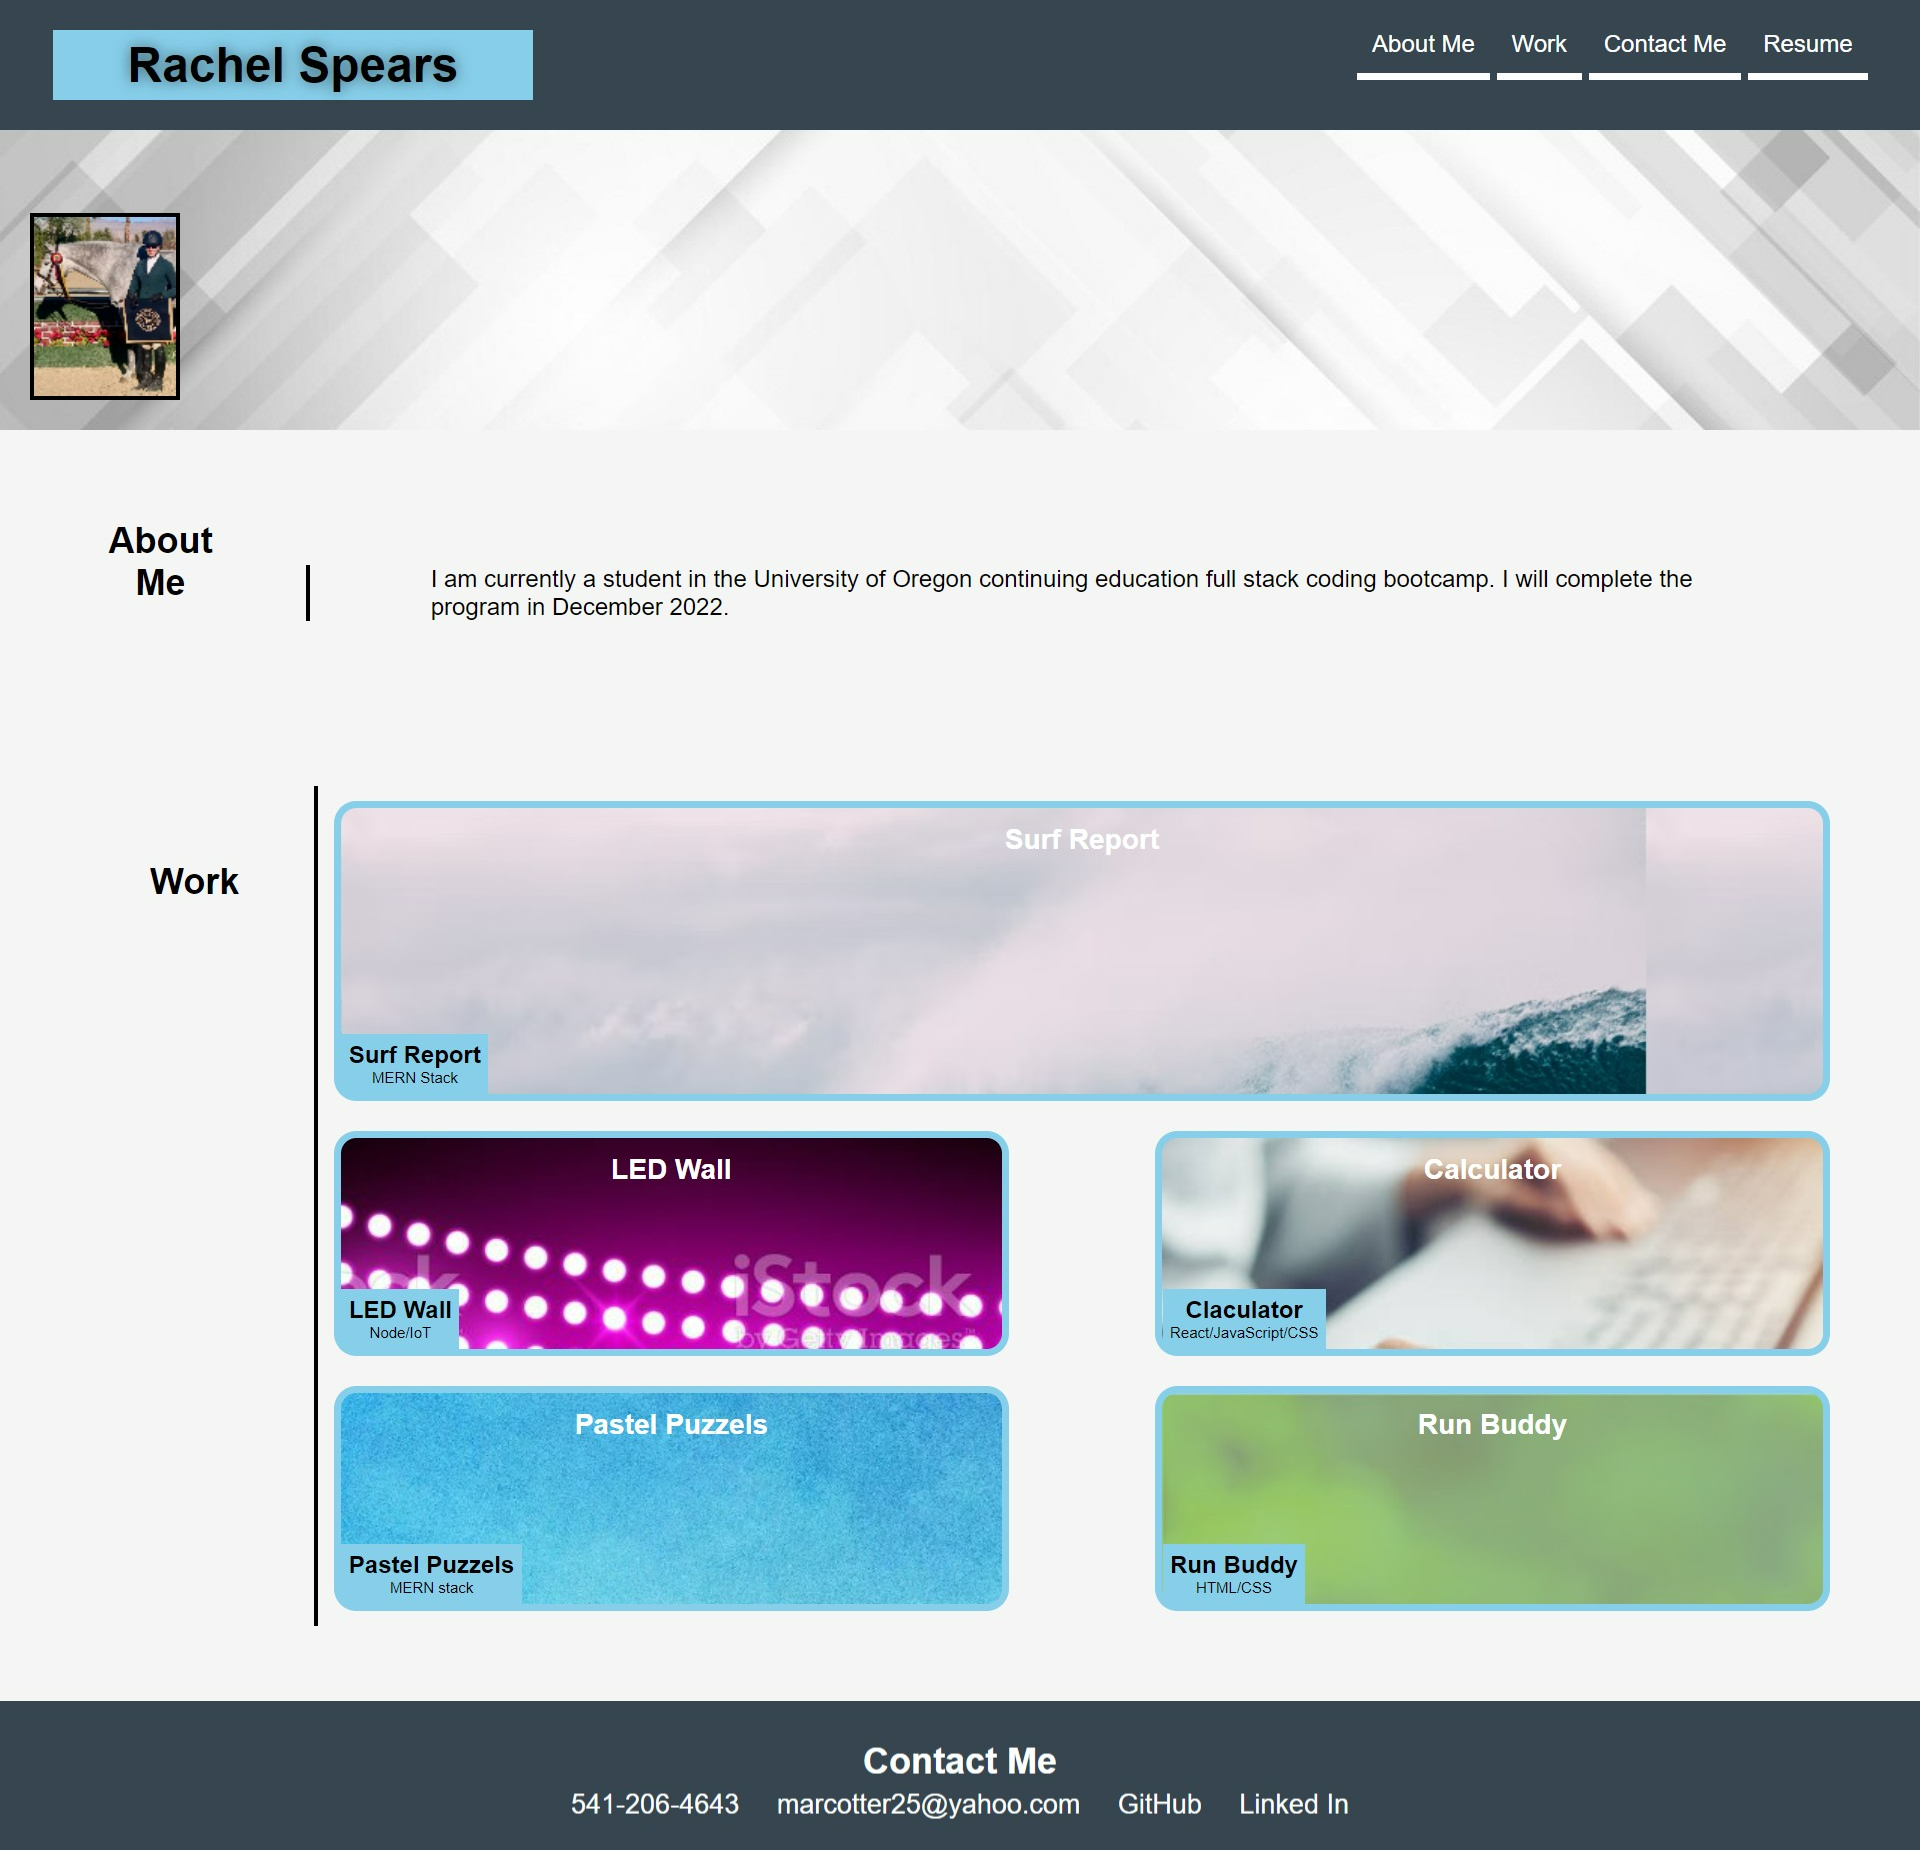 Rachel Spears
About Me
Work
Contact Me
Resume
About
Me
I am currently a student in the University of Oregon continuing education full stack coding bootcamp. I will complete the
program in December 2022.
Work
Surf Report
Surf Report
MERN Stack
LED Wall
iStock
by Getty Images™
ck
LED Wall
Node/IoT
Calculator
Claculator
React/JavaScript/CSS
Pastel Puzzels
Pastel Puzzels
MERN stack
Run Buddy
Run Buddy
HTML/CSS
Contact Me
541-206-4643
marcotter25@yahoo.com
GitHub
Linked In